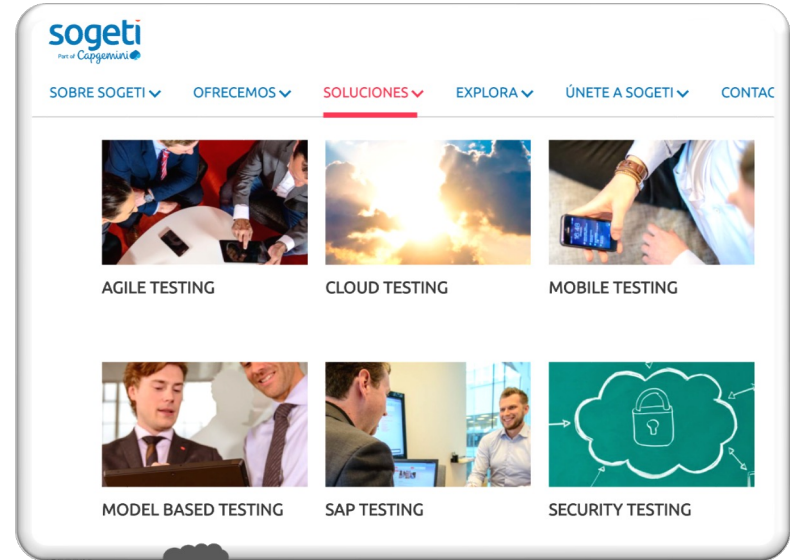 sogeti
Part of Capgemini
SOBRE SOGETI OFRECEMOS SOLUCIONES EXPLORA ÚNETE A SOGETI CONTAC
AGILE TESTING CLOUD TESTING MOBILE TESTING
MODEL BASED TESTING SAP TESTING SECURITY TESTING